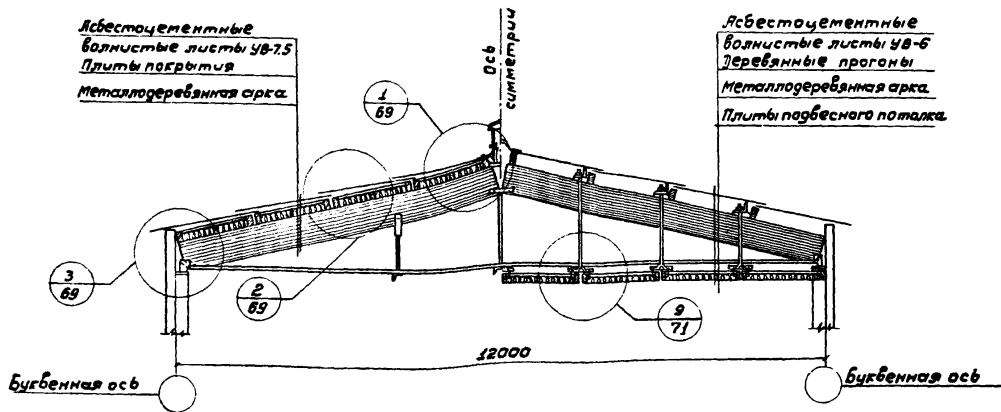 Асбестоцементные
волнистые листы УВ-7.5
Плиты покрытия
Металлодеревянная арка
Ось
симметрии
Асбестоцементные
волнистые листы УВ-6
Деревянные прогоны
Металлодеревянная арка
Плиты подвесного потолка
1
69
3
69
2
69
9
71
12000
Буквенная ось
Буквенная ось